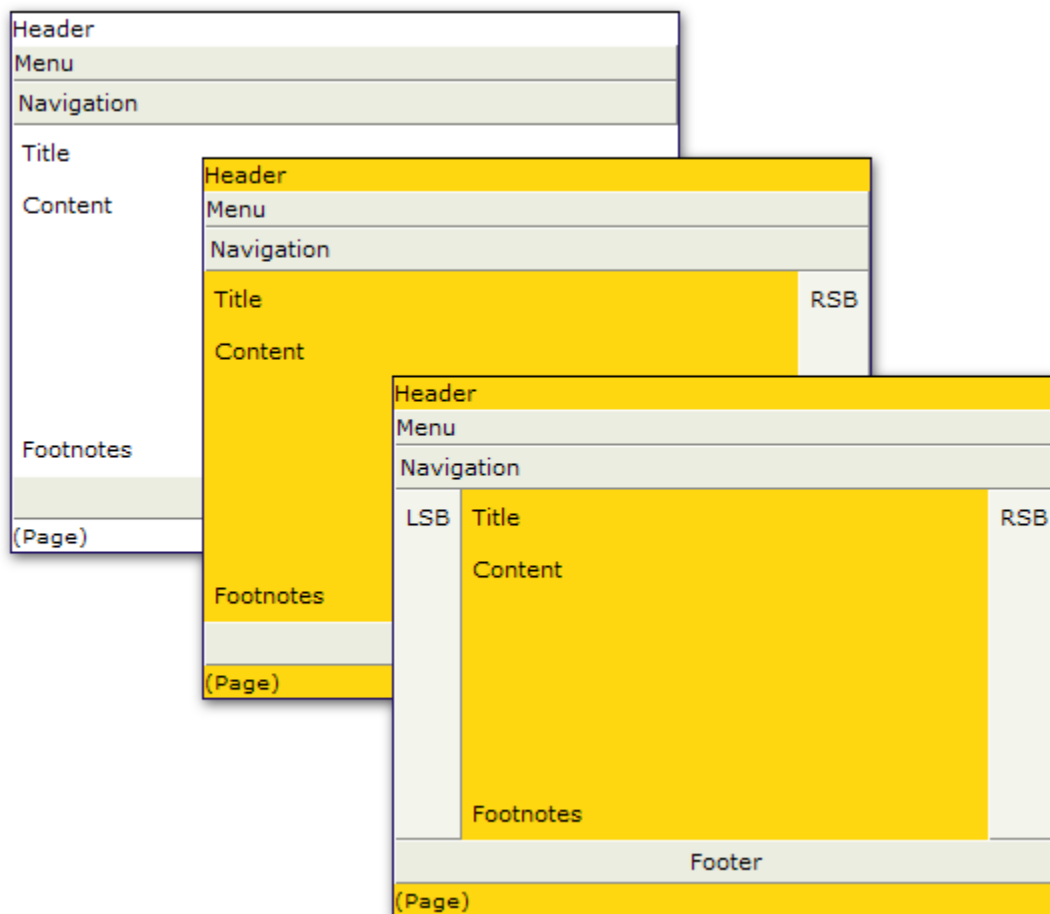 Header
Menu
Navigation
Title
Content
Footnotes
(Page)
Header
Menu
Navigation
Title RSB
Content
Footnotes
(Page)
Header
Menu
Navigation
LSB Title RSB
Content
Footnotes
Footer
(Page)